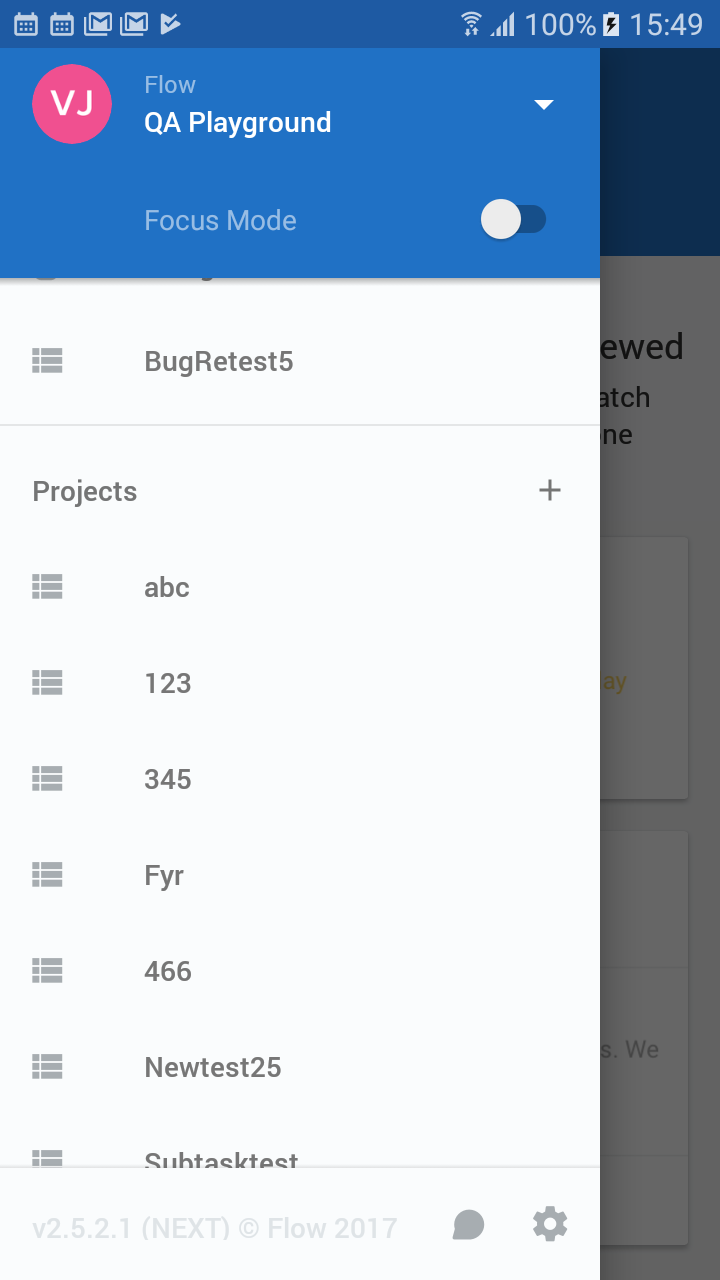 100% 15:49
VJ
Flow
QA Playground
Focus Mode
BugRetest5
Projects
abc
123
345
Fyr
466
Newtest25
Subtasktest
v2.5.2.1 (NEXT) © Flow 2017
ewed
atch
ne
ay
s. We